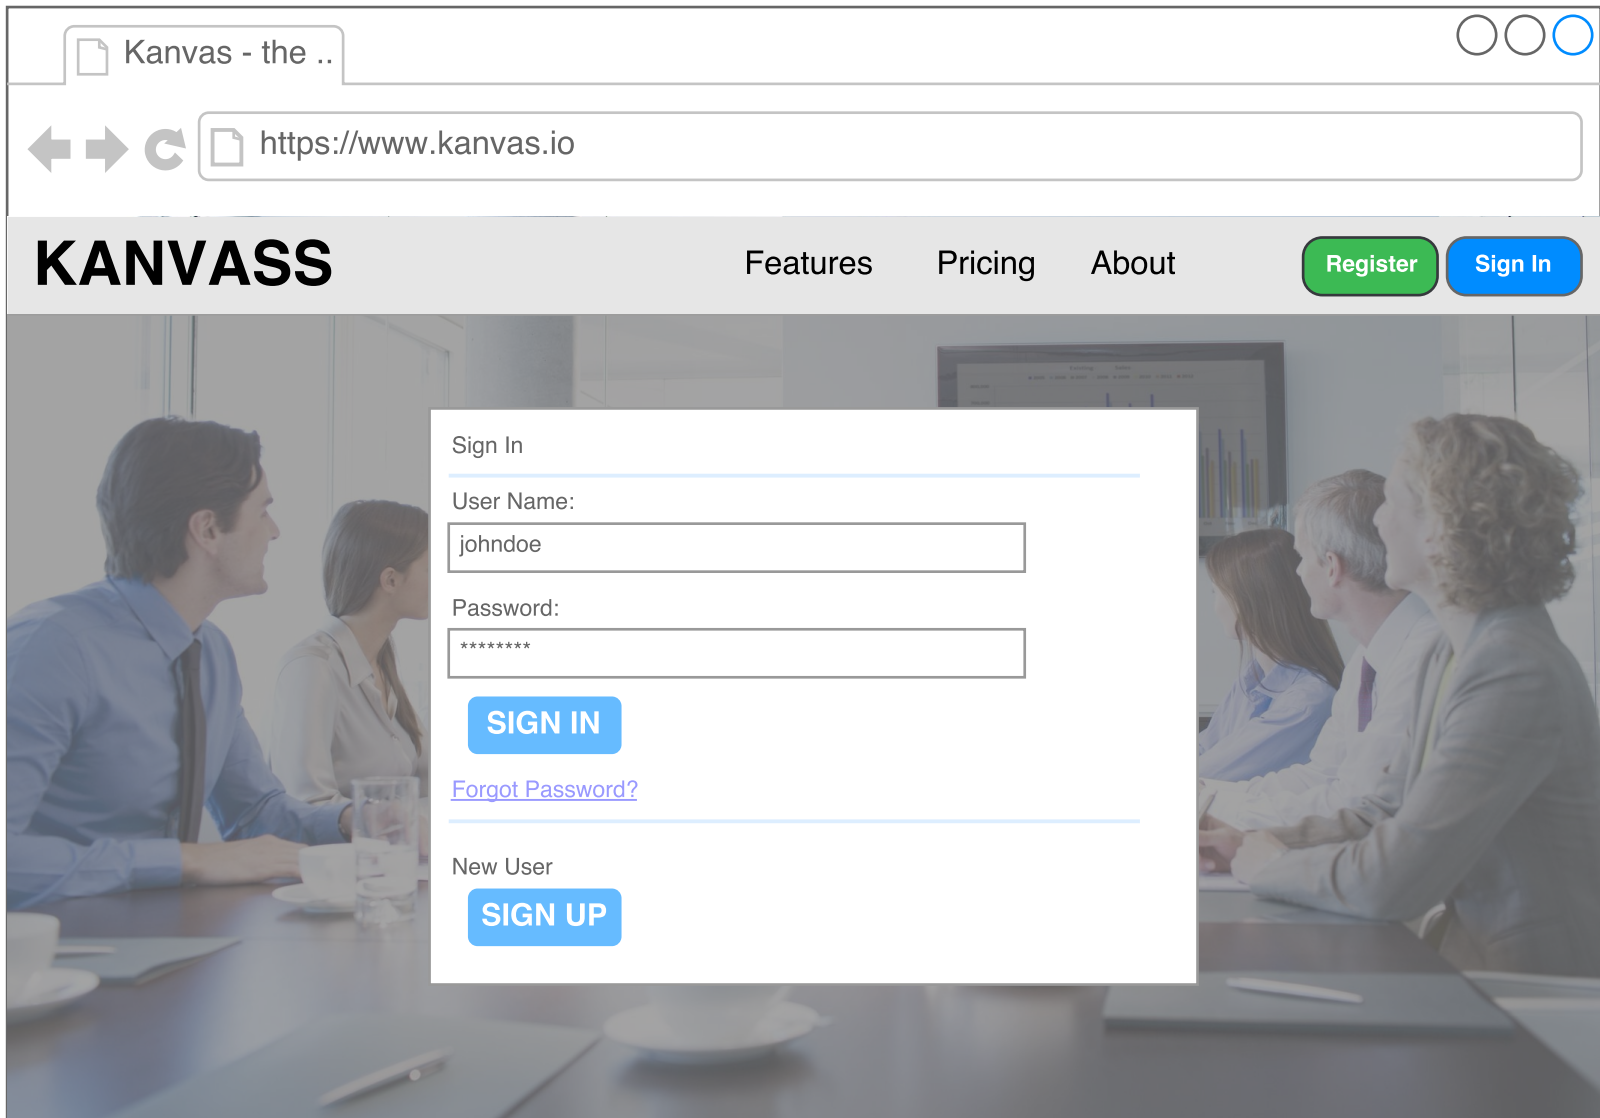 Kanvas - the ..
https://www.kanvas.io
KANVASS
Features Pricing About Register Sign In
Sign In
User Name:
johndoe
Password:
********
SIGN IN
Forgot Password?
New User
SIGN UP